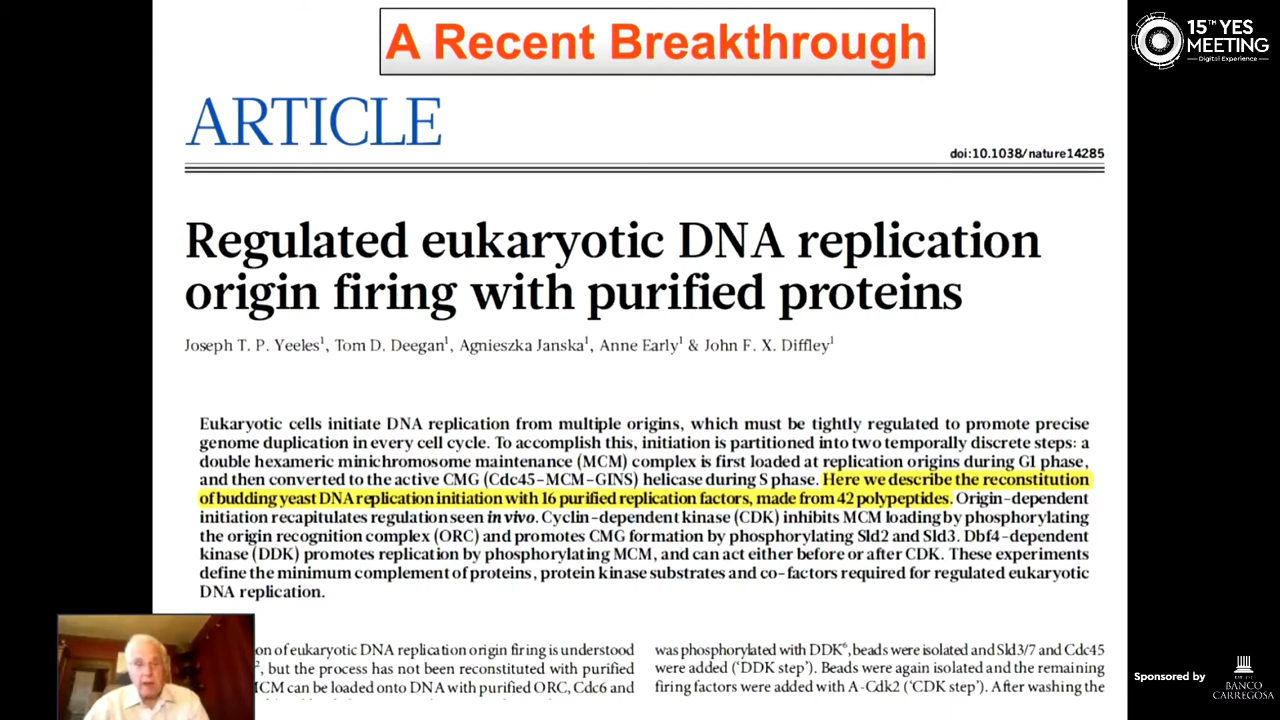 A Recent Breakthrough
15TH YES
MEETING
Digital Experience
ARTICLE
doi:10.1038/nature14285
Regulated eukaryotic DNA replication
origin firing with purified proteins
Joseph T. P. Yeeles1, Tom D. Deegan1, Agnieszka Janska1, Anne Early1 & John F. X. Diffley1
Eukaryotic cells initiate DNA replication from multiple origins, which must be tightly regulated to promote precise
genome duplication in every cell cycle. To accomplish this, initiation is partitioned into two temporally discrete steps: a
double hexameric minichromosome maintenance (MCM) complex is first loaded at replication origins during G1 phase,
and then converted to the active CMG (Cdc45–MCM–GINS) helicase during S phase. Here we describe the reconstitution
of budding yeast DNA replication initiation with 16 purified replication factors, made from 42 polypeptides. Origin-dependent
initiation recapitulates regulation seen in vivo. Cyclin-dependent kinase (CDK) inhibits MCM loading by phosphorylating
the origin recognition complex (ORC) and promotes CMG formation by phosphorylating Sld2 and Sld3. Dbf4-dependent
kinase (DDK) promotes replication by phosphorylating MCM, and can act either before or after CDK. These experiments
define the minimum complement of proteins, protein kinase substrates and co-factors required for regulated eukaryotic
DNA replication.
on of eukaryotic DNA replication origin firing is understood
2, but the process has not been reconstituted with purified
MCM can be loaded onto DNA with purified ORC, Cdc6 and
was phosphorylated with DDK6, beads were isolated and Sld3/7 and Cdc45
were added ('DDK step'). Beads were again isolated and the remaining
firing factors were added with A-Cdk2 ('CDK step'). After washing the
Sponsored by
BANCO
CARREGOSA